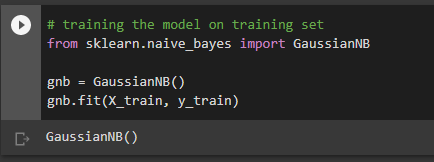 # training the model on training set
from sklearn.naive_bayes import GaussianNB
gnb = GaussianNB()
gnb.fit(X_train, y_train)
GaussianNB()